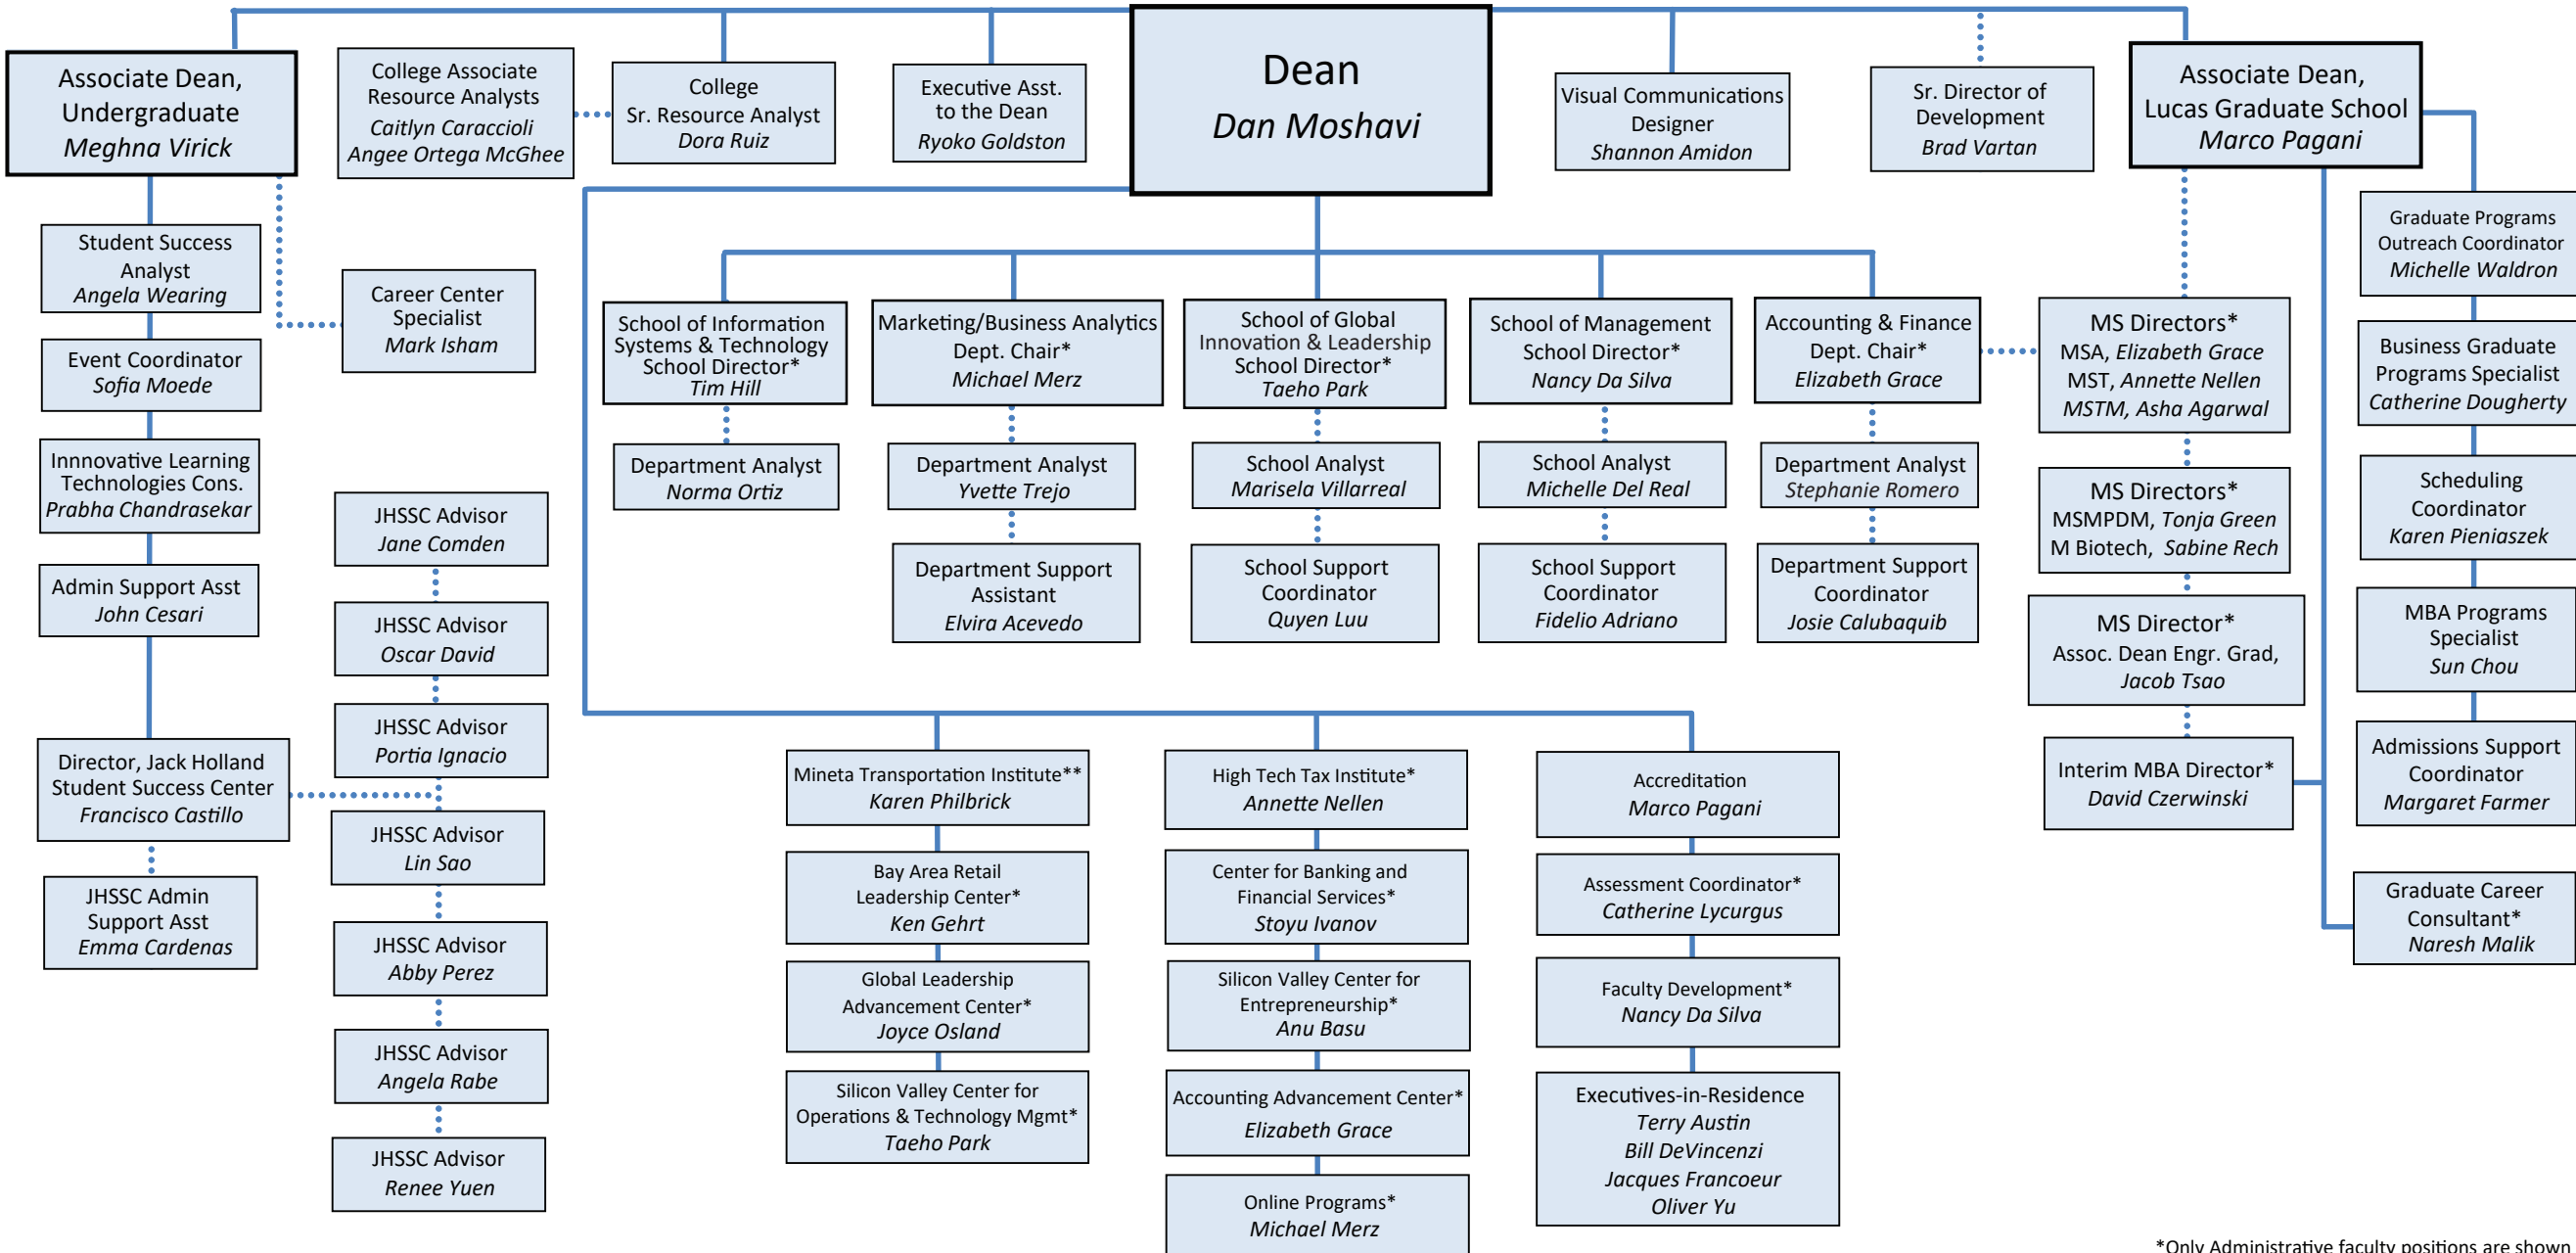 Dean
Dan Moshavi
Associate Dean,
Undergraduate
Meghna Virick
College Associate
Resource Analysts
Caitlyn Caraccioli
Angee Ortega McGhee
College
Sr. Resource Analyst
Dora Ruiz
Executive Asst.
to the Dean
Ryoko Goldston
Visual Communications
Designer
Shannon Amidon
Sr. Director of
Development
Brad Vartan
Associate Dean,
Lucas Graduate School
Marco Pagani
Student Success
Analyst
Angela Wearing
Event Coordinator
Sofia Moede
Innnovative Learning
Technologies Cons.
Prabha Chandrasekar
Admin Support Asst
John Cesari
Director, Jack Holland
Student Success Center
Francisco Castillo
JHSSC Admin
Support Asst
Emma Cardenas
Career Center
Specialist
Mark Isham
JHSSC Advisor
Jane Comden
JHSSC Advisor
Oscar David
JHSSC Advisor
Portia Ignacio
JHSSC Advisor
Lin Sao
JHSSC Advisor
Abby Perez
JHSSC Advisor
Angela Rabe
JHSSC Advisor
Renee Yuen
School of Information
Systems & Technology
School Director*
Tim Hill
Department Analyst
Norma Ortiz
Marketing/Business Analytics
Dept. Chair*
Michael Merz
Department Analyst
Yvette Trejo
Department Support
Assistant
Elvira Acevedo
School of Global
Innovation & Leadership
School Director*
Taeho Park
School Analyst
Marisela Villarreal
School Support
Coordinator
Quyen Luu
School of Management
School Director*
Nancy Da Silva
School Analyst
Michelle Del Real
School Support
Coordinator
Fidelio Adriano
Accounting & Finance
Dept. Chair*
Elizabeth Grace
Department Analyst
Stephanie Romero
Department Support
Coordinator
Josie Calubaquib
MS Directors*
MSA, Elizabeth Grace
MST, Annette Nellen
MSTM, Asha Agarwal
MS Directors*
MSMPDM, Tonja Green
M Biotech, Sabine Rech
MS Director*
Assoc. Dean Engr. Grad,
Jacob Tsao
Interim MBA Director*
David Czerwinski
Graduate Programs
Outreach Coordinator
Michelle Waldron
Business Graduate
Programs Specialist
Catherine Dougherty
Scheduling
Coordinator
Karen Pieniaszek
MBA Programs
Specialist
Sun Chou
Admissions Support
Coordinator
Margaret Farmer
Graduate Career
Consultant*
Naresh Malik
Mineta Transportation Institute**
Karen Philbrick
Bay Area Retail
Leadership Center*
Ken Gehrt
Global Leadership
Advancement Center*
Joyce Osland
Silicon Valley Center for
Operations & Technology Mgmt*
Taeho Park
High Tech Tax Institute*
Annette Nellen
Center for Banking and
Financial Services*
Stoyu Ivanov
Silicon Valley Center for
Entrepreneurship*
Anu Basu
Accounting Advancement Center*
Elizabeth Grace
Online Programs*
Michael Merz
Accreditation
Marco Pagani
Assessment Coordinator*
Catherine Lycurgus
Faculty Development*
Nancy Da Silva
Executives-in-Residence
Terry Austin
Bill DeVincenzi
Jacques Francoeur
Oliver Yu
*Only Administrative faculty positions are shown